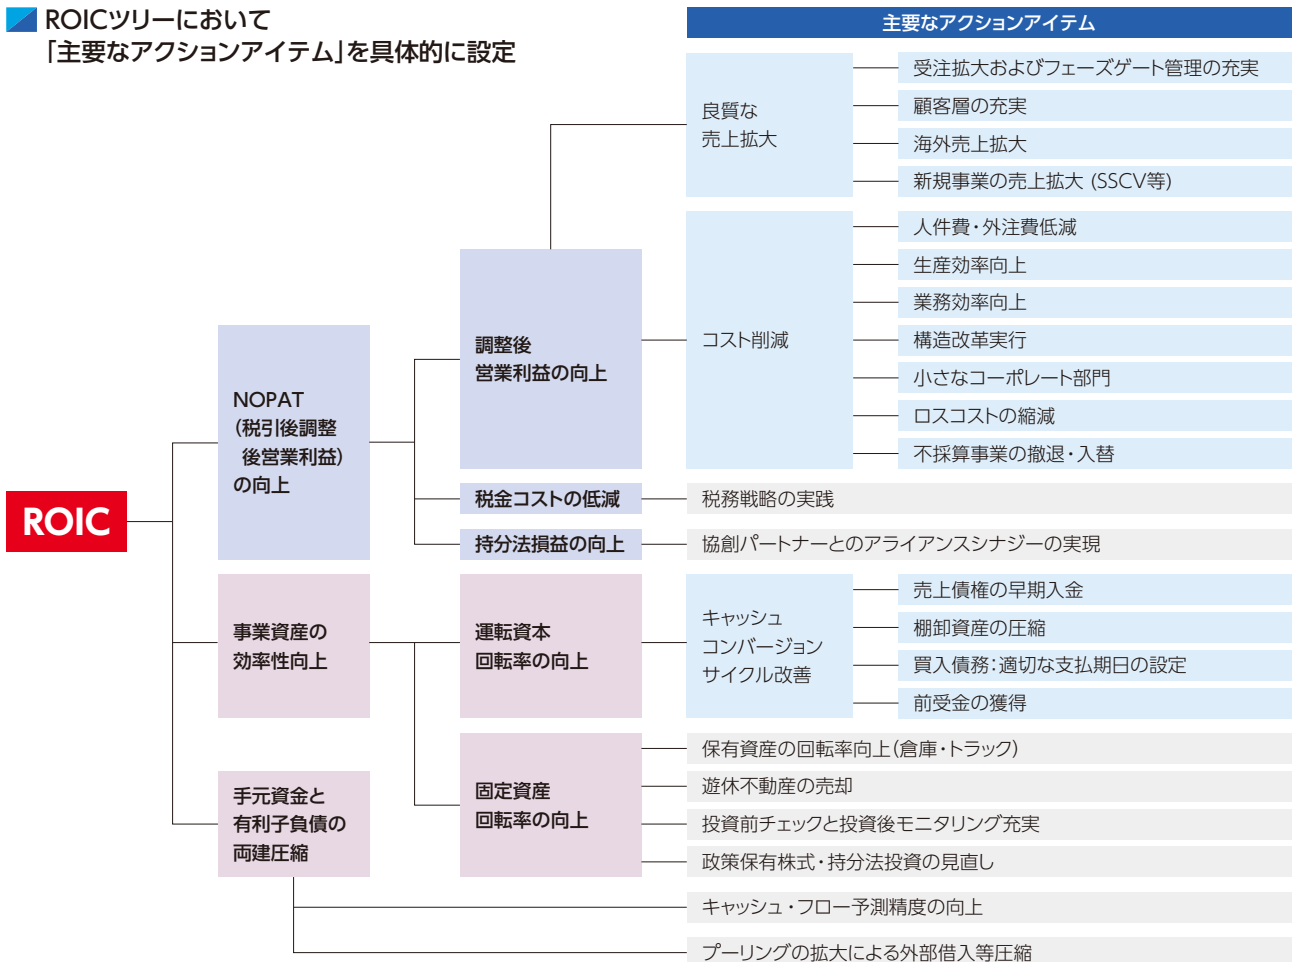 ROICツリーにおいて
「主要なアクションアイテム」を具体的に設定
主要なアクションアイテム
ROIC
NOPAT
(税引後調整
後営業利益)
の向上
調整後
営業利益の向上
良質な
売上拡大
受注拡大およびフェーズゲート管理の充実
顧客層の充実
海外売上拡大
新規事業の売上拡大 (SSCV等)
コスト削減
人件費・外注費低減
生産効率向上
業務効率向上
構造改革実行
小さなコーポレート部門
ロスコストの縮減
不採算事業の撤退・入替
税金コストの低減
税務戦略の実践
持分法損益の向上
協創パートナーとのアライアンスシナジーの実現
事業資産の
効率性向上
運転資本
回転率の向上
キャッシュ
コンバージョン
サイクル改善
売上債権の早期入金
棚卸資産の圧縮
買入債務:適切な支払期日の設定
前受金の獲得
固定資産
回転率の向上
保有資産の回転率向上(倉庫・トラック)
遊休不動産の売却
投資前チェックと投資後モニタリング充実
政策保有株式・持分法投資の見直し
手元資金と
有利子負債の
両建圧縮
キャッシュ・フロー予測精度の向上
プーリングの拡大による外部借入等圧縮